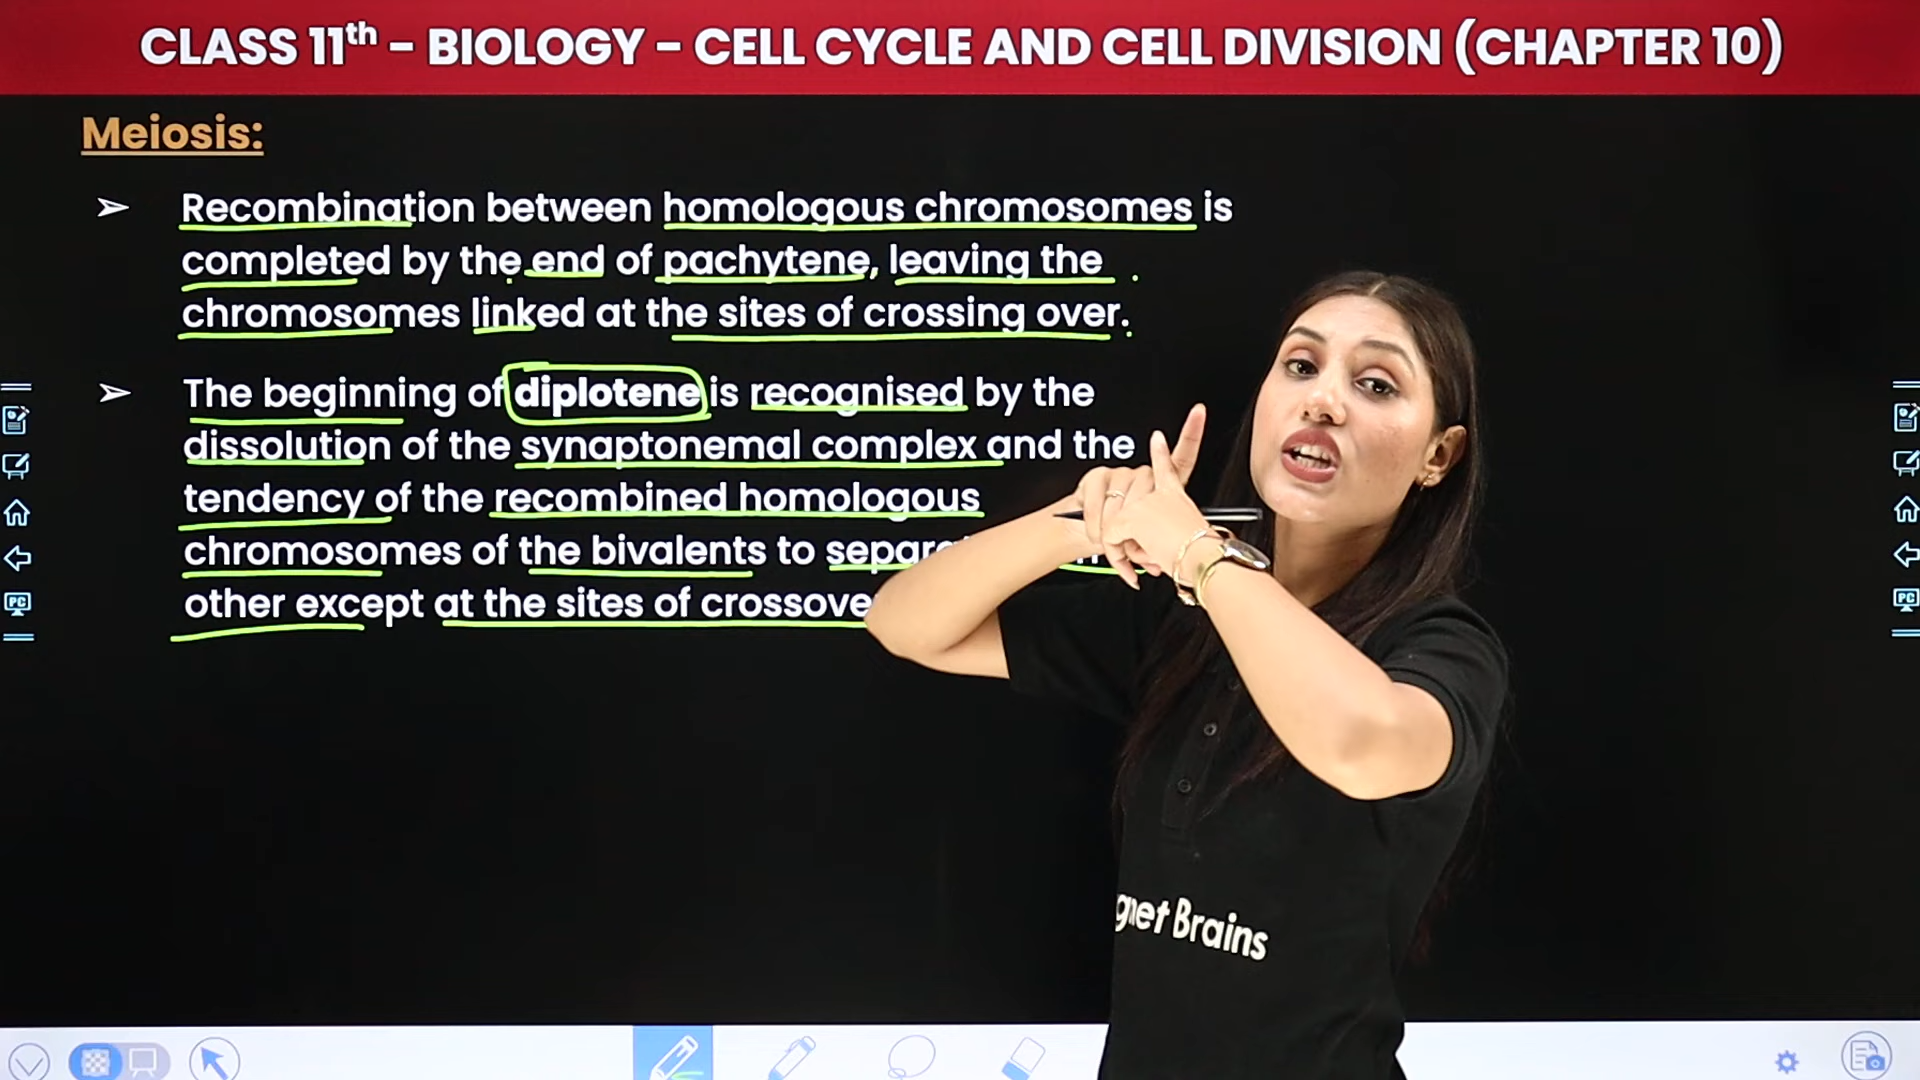 CLASS 11th – BIOLOGY – CELL CYCLE AND CELL DIVISION (CHAPTER 10)
Meiosis:
➢ Recombination between homologous chromosomes is
completed by the end of pachytene, leaving the
chromosomes linked at the sites of crossing over.
➢ The beginning of diplotene is recognised by the
dissolution of the synaptonemal complex and the
tendency of the recombined homologous
chromosomes of the bivalents to
other except at the sites of
Brains
PC
PC